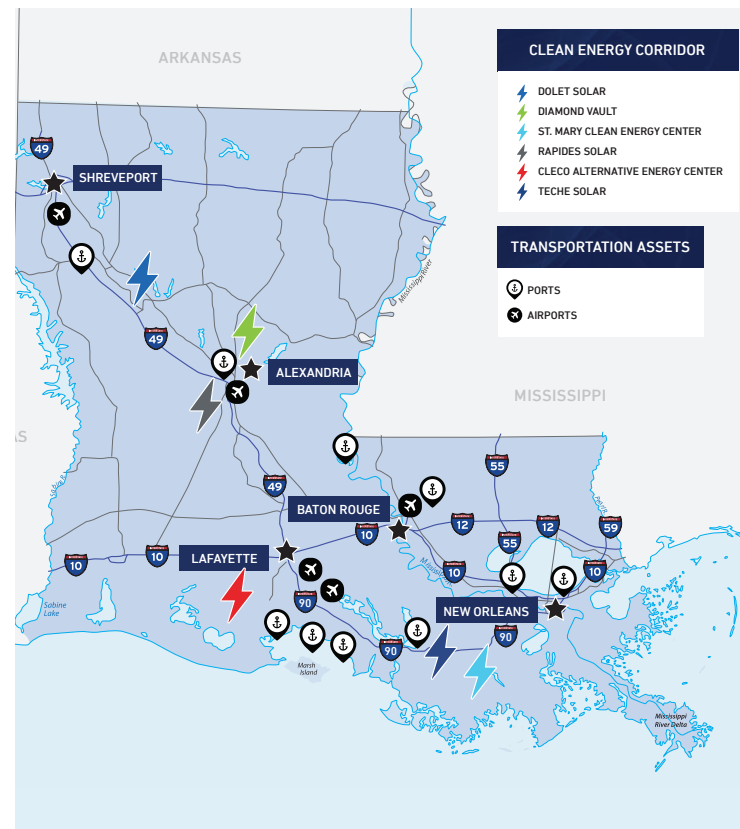 ARKANSAS
CLEAN ENERGY CORRIDOR
DOLET SOLAR
DIAMOND VAULT
ST. MARY CLEAN ENERGY CENTER
RAPIDES SOLAR
CLECO ALTERNATIVE ENERGY CENTER
TECHE SOLAR
TRANSPORTATION ASSETS
PORTS
AIRPORTS
49
SHREVEPORT
Mississippi River
49
ALEXANDRIA
MISSISSIPPI
AS
49
55
BATON ROUGE
10
12
55
12
59
LAFAYETTE
10
10
10
10
90
NEW ORLEANS
90
90
Sabine
Lake
Marsh
Island
Mississippi
River Delta